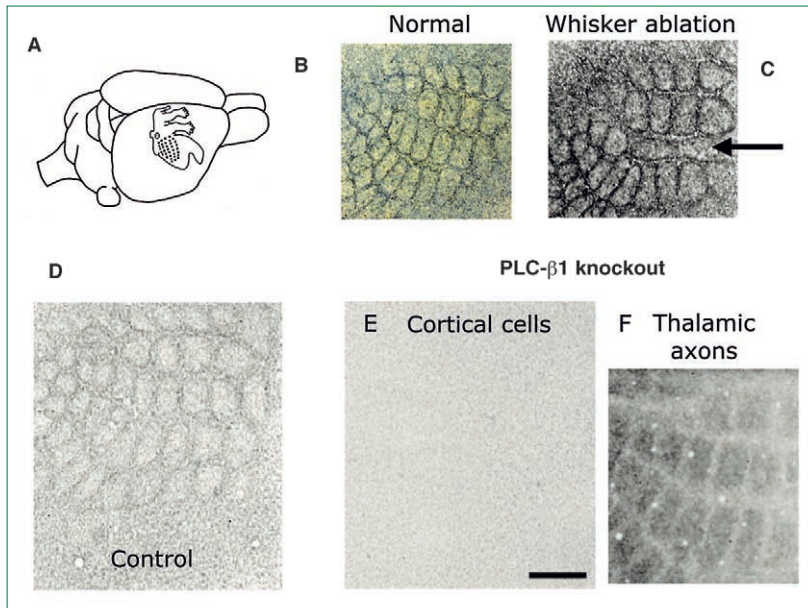 A
B
Normal
Whisker ablation
C
D
Control
PLC-β1 knockout
E Cortical cells
F Thalamic
axons